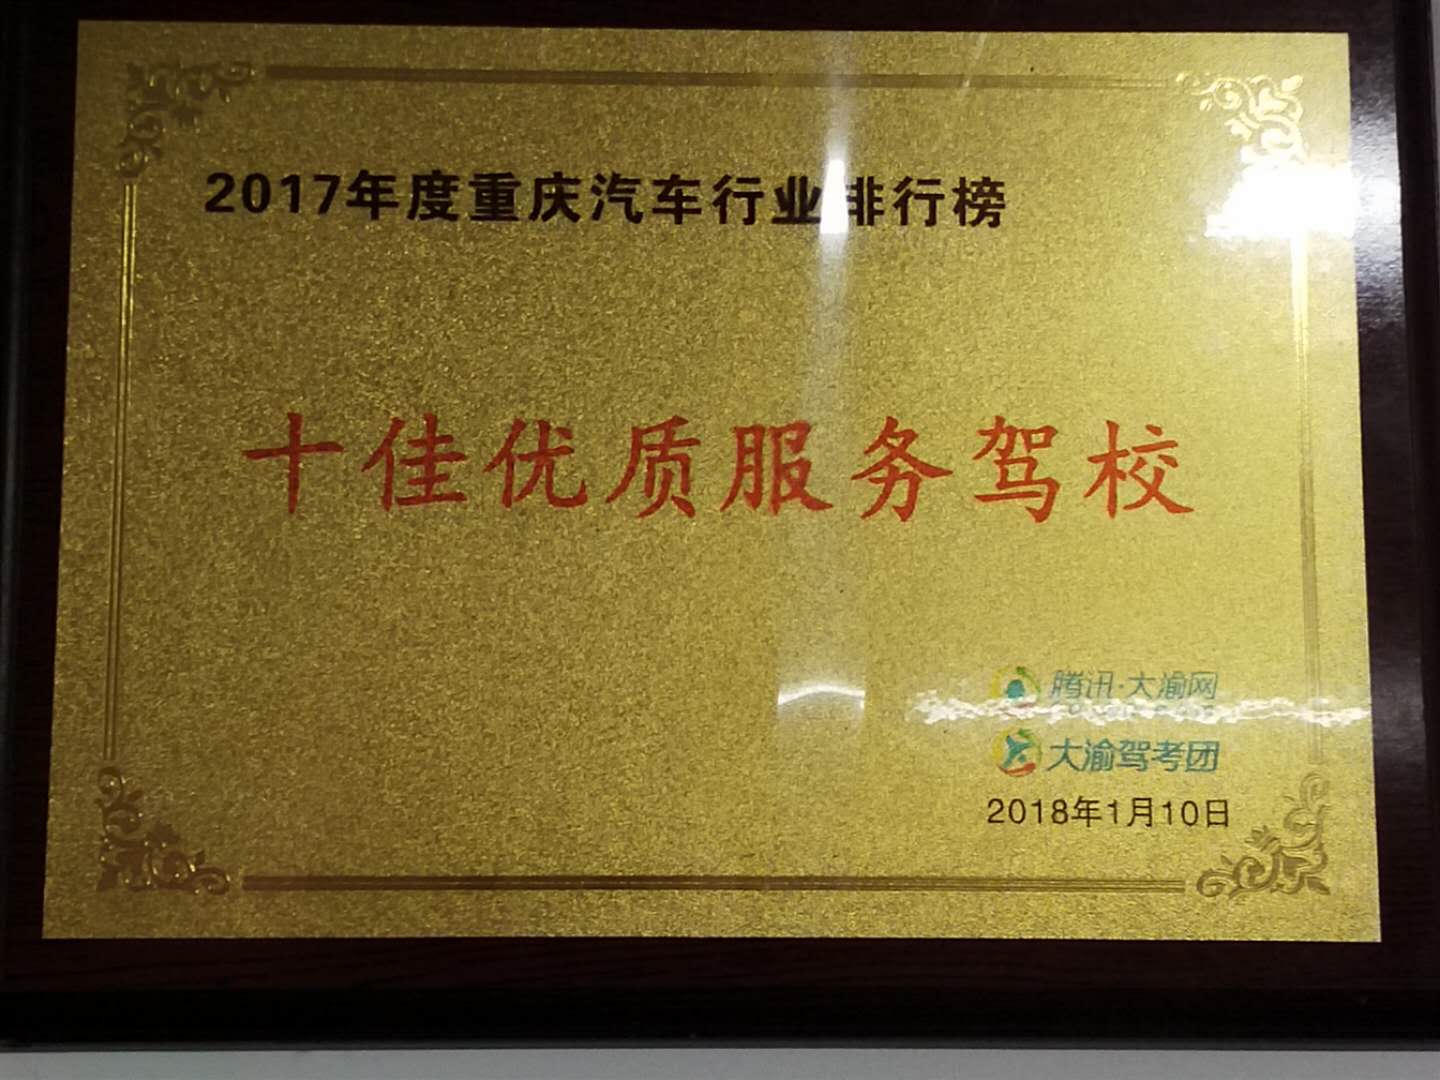 2017年度重庆汽车行业排行榜
十佳优质服务驾校
腾讯·大渝网
大渝驾考团
2018年1月10日